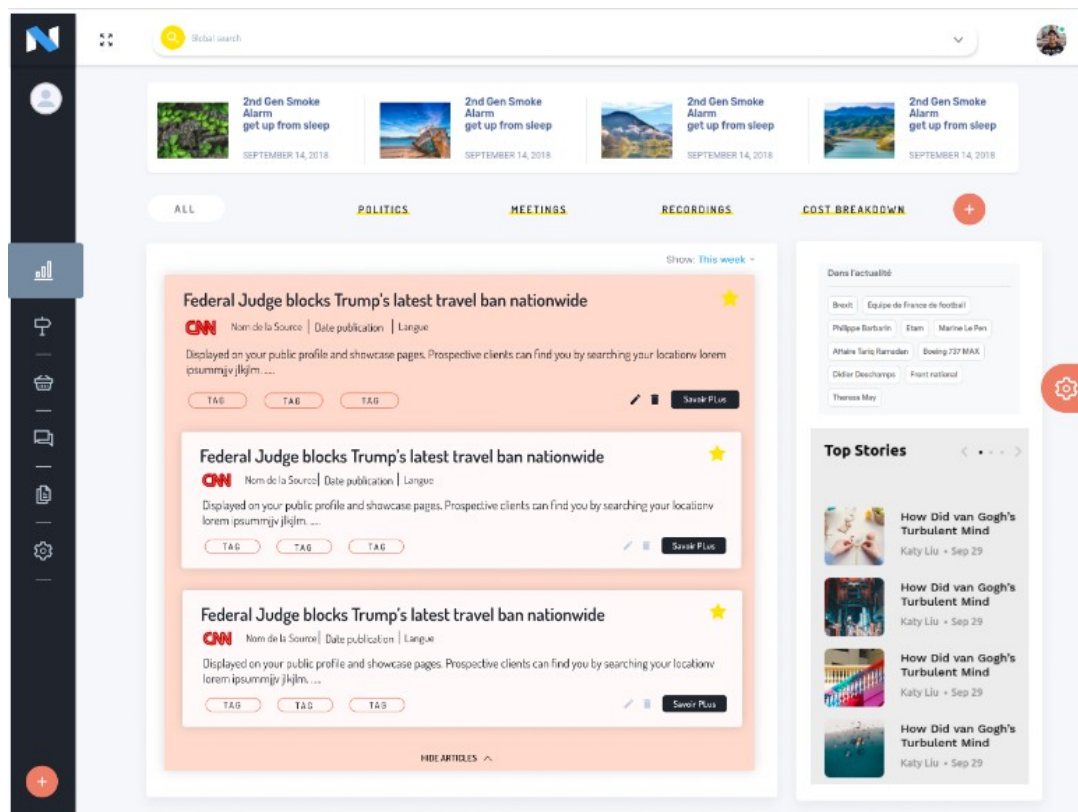 Global search
2nd Gen Smoke
Alarm
get up from sleep
SEPTEMBER 14, 2018
2nd Gen Smoke
Alarm
get up from sleep
SEPTEMBER 14, 2018
2nd Gen Smoke
Alarm
get up from sleep
SEPTEMBER 14, 2018
2nd Gen Smoke
Alarm
get up from sleep
SEPTEMBER 14, 2018
ALL
POLITICS
MEETINGS
RECORDINGS
COST BREAKDOWN
Show: This week
Federal Judge blocks Trump's latest travel ban nationwide
CNN Nom de la Source | Date publication | Langue
Displayed on your public profile and showcase pages. Prospective clients can find you by searching your locationv lorem
ipsummjjv jlkjlm. .....
TAG TAG TAG
Savoir PLus
Federal Judge blocks Trump's latest travel ban nationwide
CNN Nom de la Source | Date publication | Langue
Displayed on your public profile and showcase pages. Prospective clients can find you by searching your locationv
lorem ipsummjjv jlkjlm. .....
TAG TAG TAG
Savoir PLus
Federal Judge blocks Trump's latest travel ban nationwide
CNN Nom de la Source | Date publication | Langue
Displayed on your public profile and showcase pages. Prospective clients can find you by searching your locationv
lorem ipsummjjv jlkjlm. .....
TAG TAG TAG
Savoir PLus
HIDE ARTICLES
Dans l'actualité
Brexit Équipe de France de football
Philippe Barbarin Etam Marine Le Pen
Affaire Tariq Ramadan Boeing 737 MAX
Didier Deschamps Front national
Theresa May
Top Stories
How Did van Gogh's
Turbulent Mind
Katy Liu • Sep 29
How Did van Gogh's
Turbulent Mind
Katy Liu • Sep 29
How Did van Gogh's
Turbulent Mind
Katy Liu • Sep 29
How Did van Gogh's
Turbulent Mind
Katy Liu • Sep 29